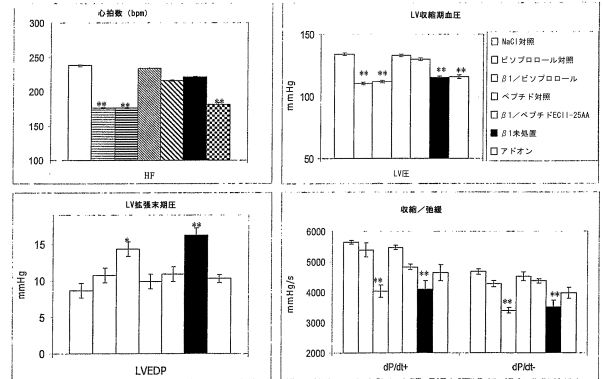 心拍数 (bpm)
300
250
200
150
100
**
**
**
HF
LV収縮期血圧
mmHg
150
100
50
**
**
**
**
LV圧
NaCl対照
ビソプロロール対照
β1／ビソプロロール
ペプチド対照
β1／ペプチドECII-25AA
β1未処置
アドオン
LV拡張末期圧
mmHg
15
10
5
0
*
**
LVEDP
収縮／弛緩
mmHg/s
6000
5000
4000
3000
2000
**
**
**
**
dP/dt+
dP/dt-